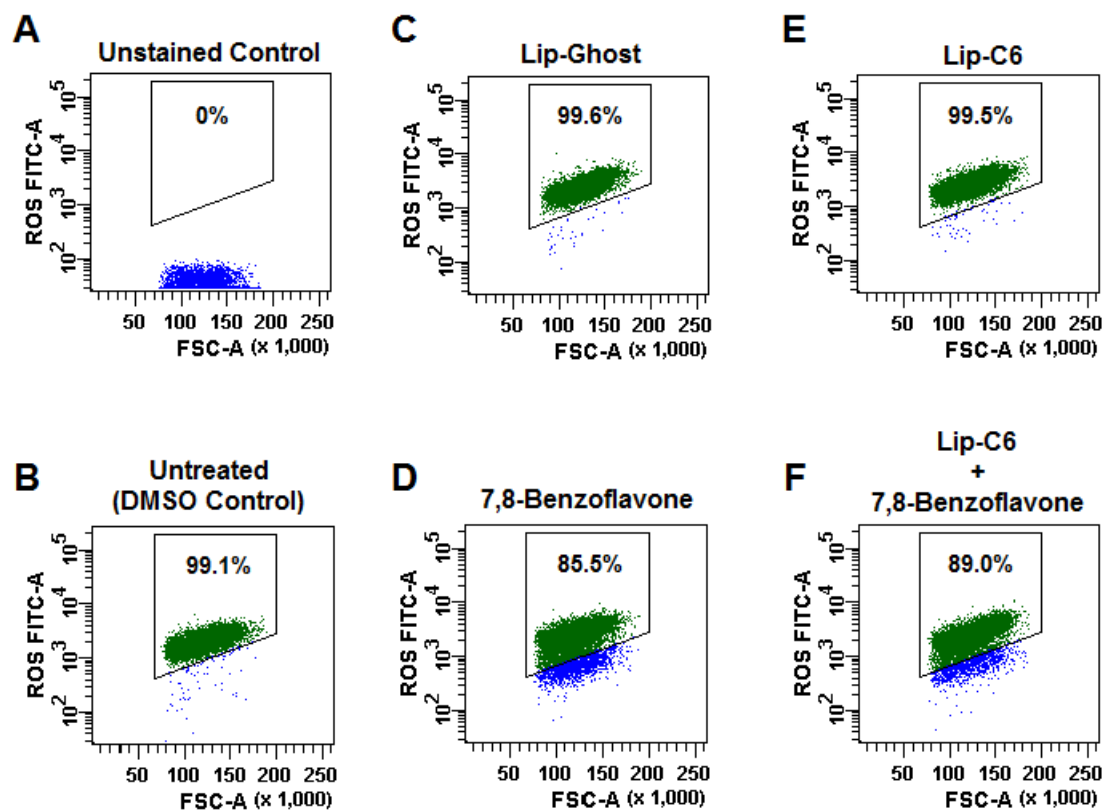 A
Unstained Control
0%
ROS FITC-A
10^5
10^4
10^3
10^2
50 100 150 200 250
FSC-A (x 1,000)
C
Lip-Ghost
99.6%
ROS FITC-A
10^5
10^4
10^3
10^2
50 100 150 200 250
FSC-A (x 1,000)
E
Lip-C6
99.5%
ROS FITC-A
10^5
10^4
10^3
10^2
50 100 150 200 250
FSC-A (x 1,000)
B
Untreated
(DMSO Control)
99.1%
ROS FITC-A
10^5
10^4
10^3
10^2
50 100 150 200 250
FSC-A (x 1,000)
D
7,8-Benzoflavone
85.5%
ROS FITC-A
10^5
10^4
10^3
10^2
50 100 150 200 250
FSC-A (x 1,000)
F
Lip-C6
+
7,8-Benzoflavone
89.0%
ROS FITC-A
10^5
10^4
10^3
10^2
50 100 150 200 250
FSC-A (x 1,000)